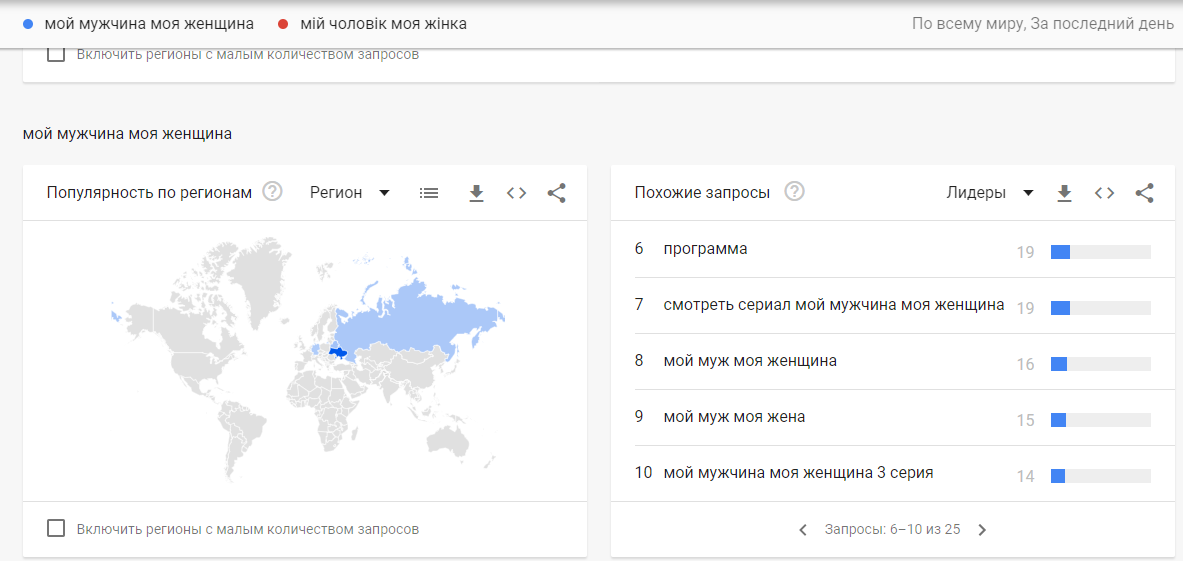 мой мужчина моя женщина
мій чоловік моя жінка
По всему миру, За последний день
Включить регионы с малым количеством запросов
мой мужчина моя женщина
Популярность по регионам ?
Регион
Похожие запросы ?
Лидеры
6 программа 19
7 смотреть сериал мой мужчина моя женщина 19
8 мой муж моя женщина 16
9 мой муж моя жена 15
10 мой мужчина моя женщина 3 серия 14
Включить регионы с малым количеством запросов
Запросы: 6–10 из 25